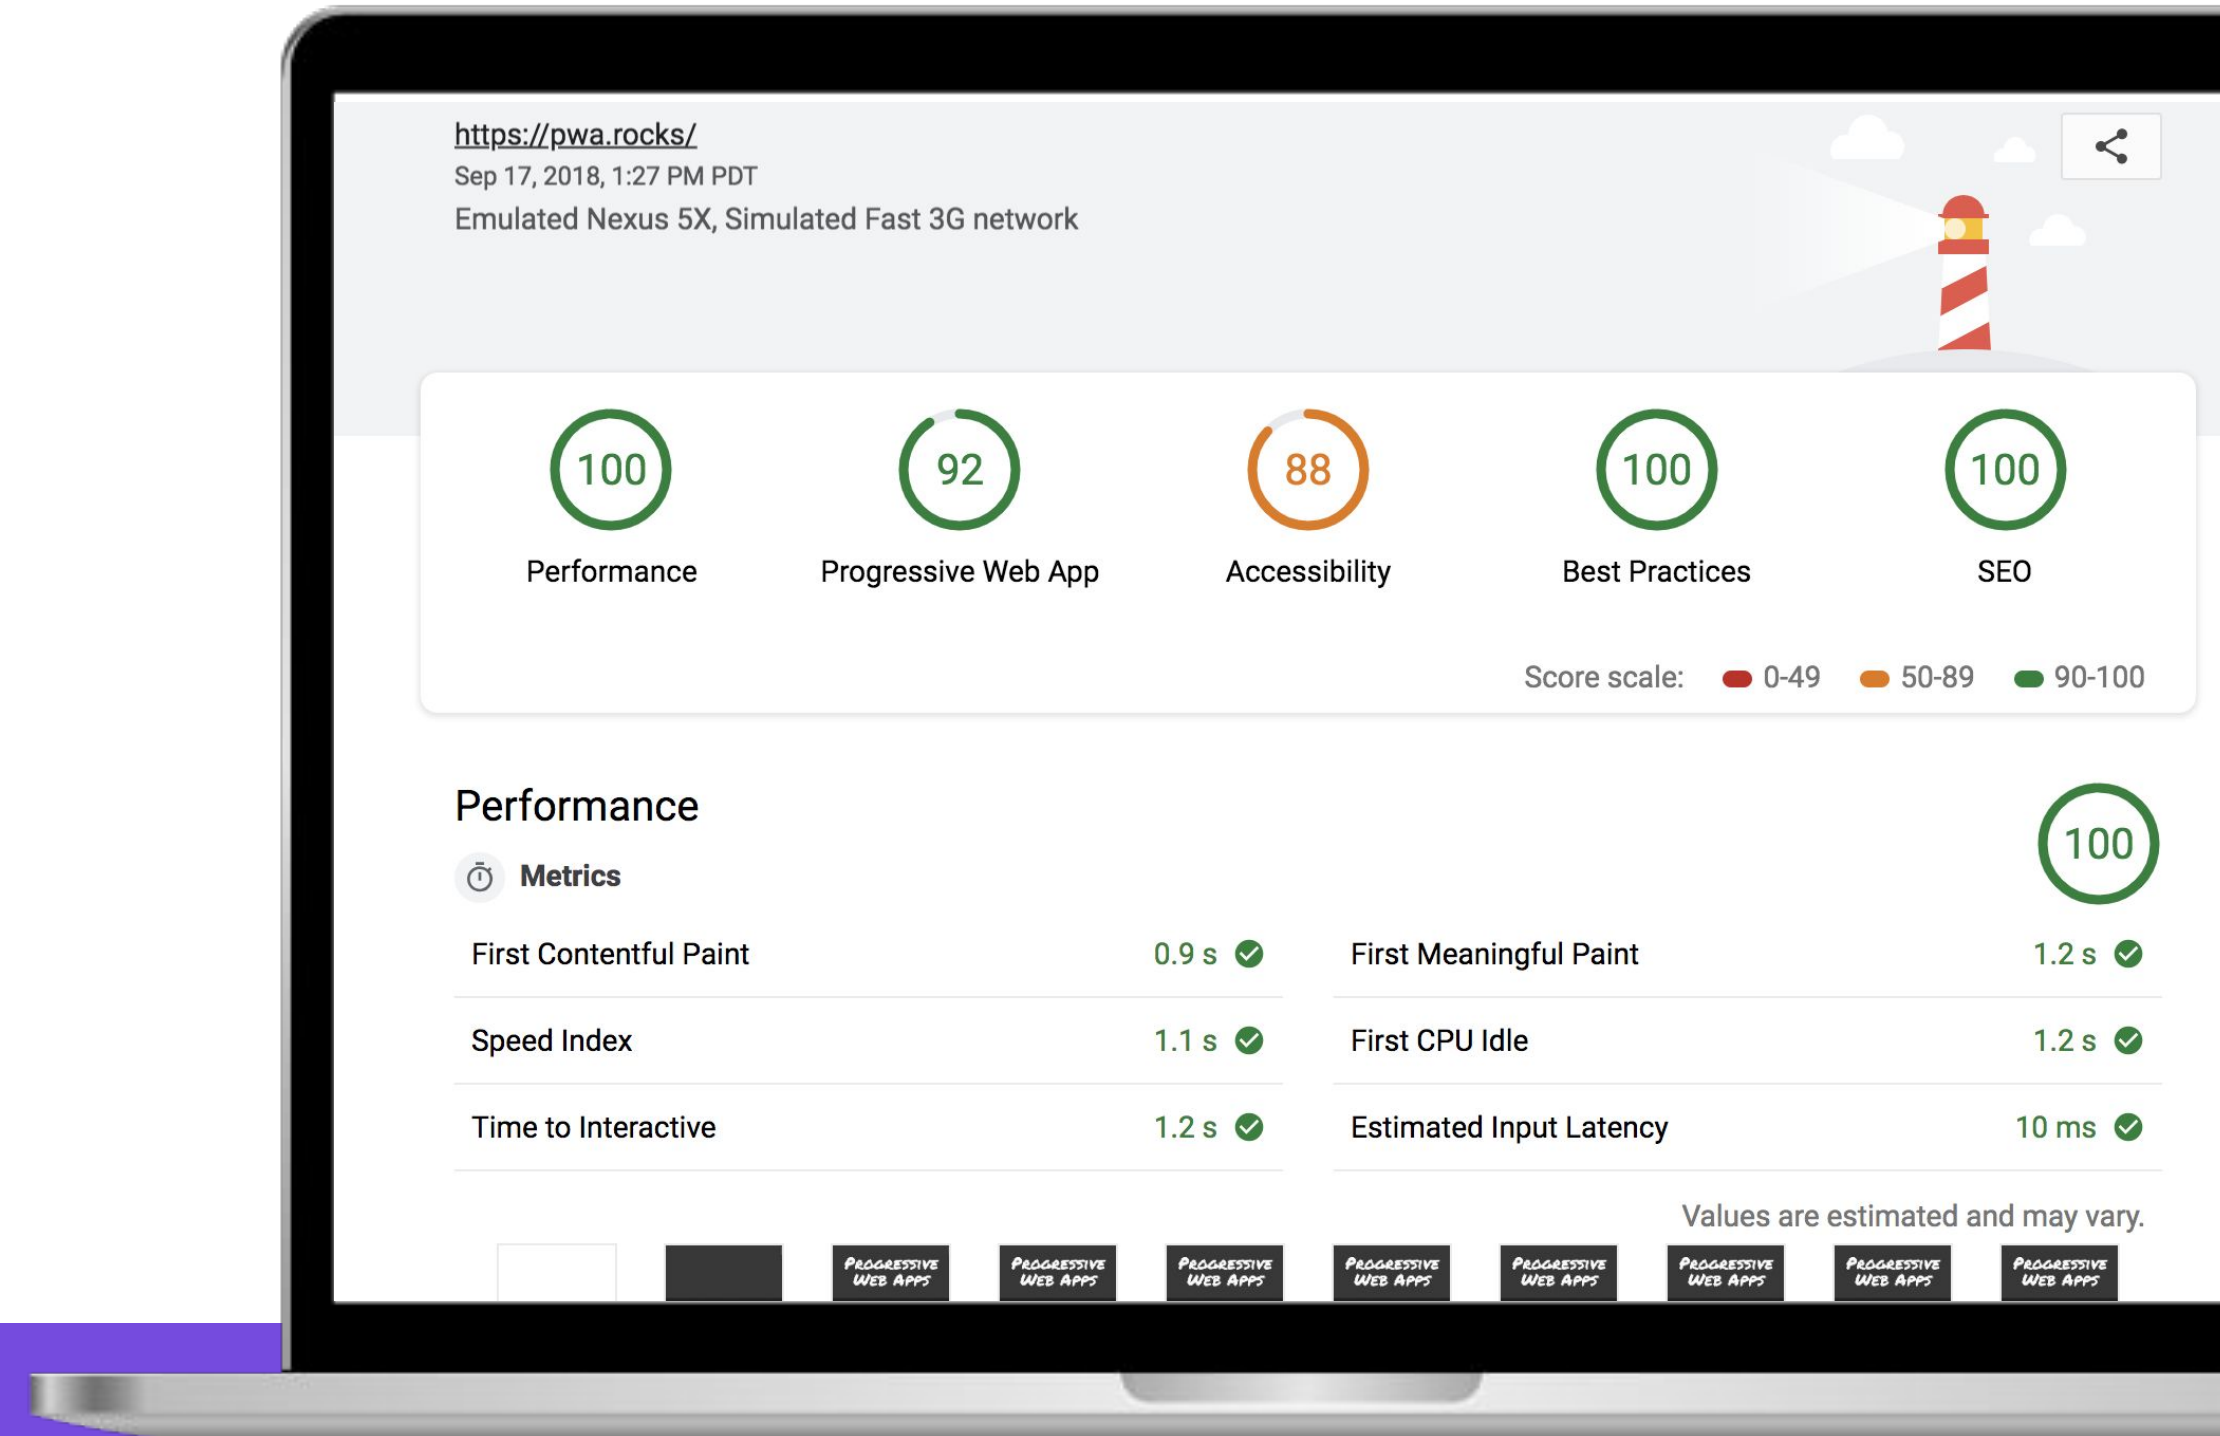 https://pwa.rocks/
Sep 17, 2018, 1:27 PM PDT
Emulated Nexus 5X, Simulated Fast 3G network
100 92 88 100 100
Performance Progressive Web App Accessibility Best Practices SEO
Score scale: 0-49 50-89 90-100
Performance
100
Metrics
First Contentful Paint 0.9 s First Meaningful Paint 1.2 s
Speed Index 1.1 s First CPU Idle 1.2 s
Time to Interactive 1.2 s Estimated Input Latency 10 ms
Values are estimated and may vary.
PROGRESSIVE PROGRESSIVE PROGRESSIVE PROGRESSIVE PROGRESSIVE PROGRESSIVE PROGRESSIVE PROGRESSIVE
WEB APPS WEB APPS WEB APPS WEB APPS WEB APPS WEB APPS WEB APPS WEB APPS